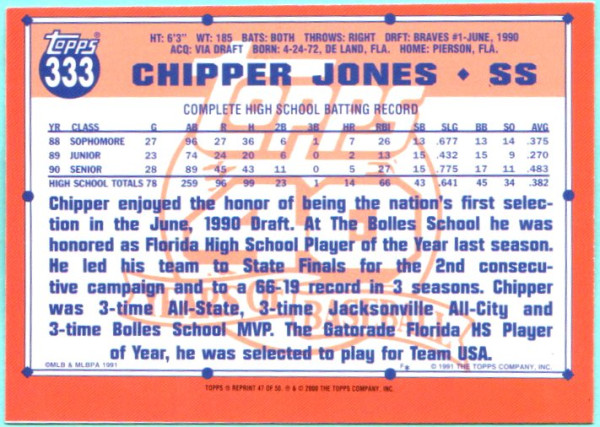 topps HT: 6'3" WT: 185 BATS: BOTH THROWS: RIGHT DRFT: BRAVES #1-JUNE, 1990
333 ACQ: VIA DRAFT BORN: 4-24-72, DE LAND, FLA. HOME: PIERSON, FLA.
CHIPPER JONES • SS
COMPLETE HIGH SCHOOL BATTING RECORD
YR CLASS G AB R H 2B 3B HR RBI SB SLG BB SO AVG
88 SOPHOMORE 27 96 27 36 6 1 7 26 13 .677 13 14 .375
89 JUNIOR 23 74 24 20 6 0 2 13 15 .432 15 9 .270
90 SENIOR 28 89 45 43 11 0 5 27 15 .775 17 11 .483
HIGH SCHOOL TOTALS 78 259 96 99 23 1 14 66 43 .641 45 34 .382
Chipper enjoyed the honor of being the nation's first selec-
tion in the June, 1990 Draft. At The Bolles School he was
honored as Florida High School Player of the Year last season.
He led his team to State Finals for the 2nd consecu-
tive campaign and to a 66-19 record in 3 seasons. Chipper
was 3-time All-State, 3-time Jacksonville All-City and
3-time Bolles School MVP. The Gatorade Florida HS Player
of Year, he was selected to play for Team USA.
©MLB & MLBPA 1991 F* © 1991 THE TOPPS COMPANY, INC.
TOPPS ® REPRINT 47 OF 50. ® & © 2000 THE TOPPS COMPANY, INC.
TOPPS
40
YEARS OF BASEBALL